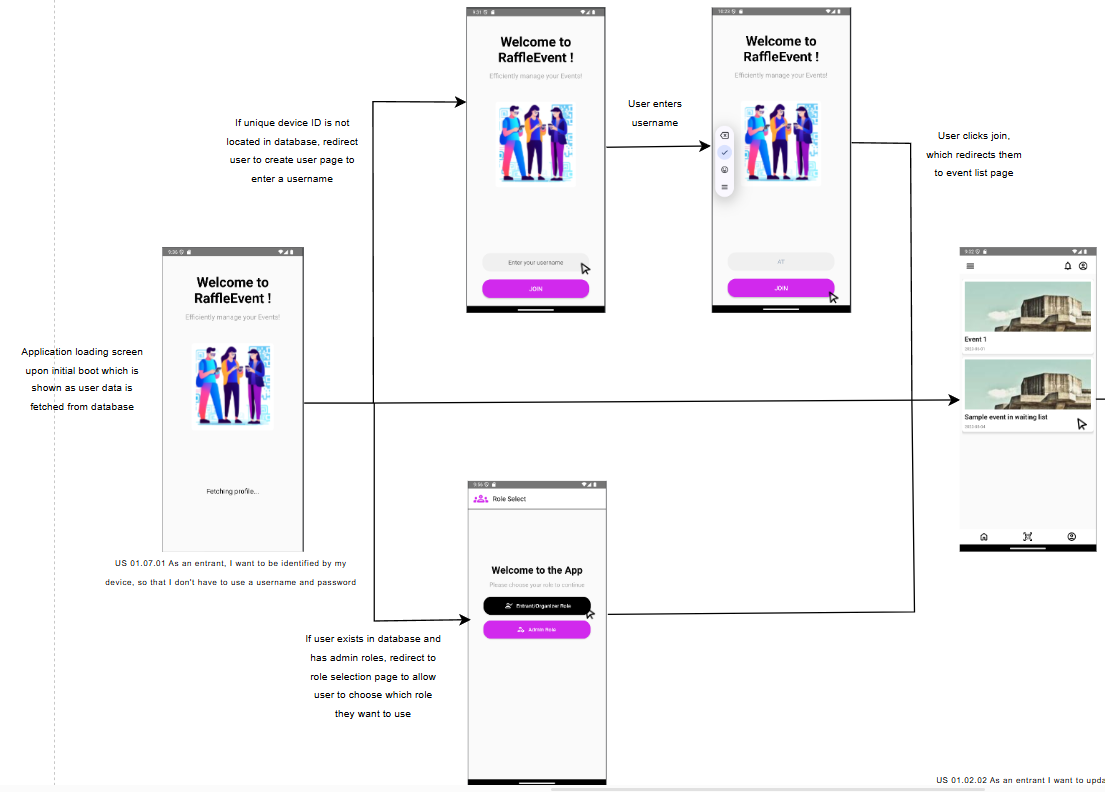 9:31
Welcome to
RaffleEvent !
Efficiently manage your Events!
Enter your username
JOIN
10:23
Welcome to
RaffleEvent !
Efficiently manage your Events!
AT
JOIN
If unique device ID is not
located in database, redirect
user to create user page to
enter a username
User enters
username
User clicks join,
which redirects them
to event list page
Application loading screen
upon initial boot which is
shown as user data is
fetched from database
9:36
Welcome to
RaffleEvent !
Efficiently manage your Events!
Fetching profile...
US 01.07.01 As an entrant, I want to be identified by my
device, so that I don't have to use a username and password
If user exists in database and
has admin roles, redirect to
role selection page to allow
user to choose which role
they want to use
Role Select
Welcome to the App
Please choose your role to continue
Entrant/Organizer Role
Admin Role
Event 1
Sample event in waiting list
US 01.02.02 As an entrant I want to upda